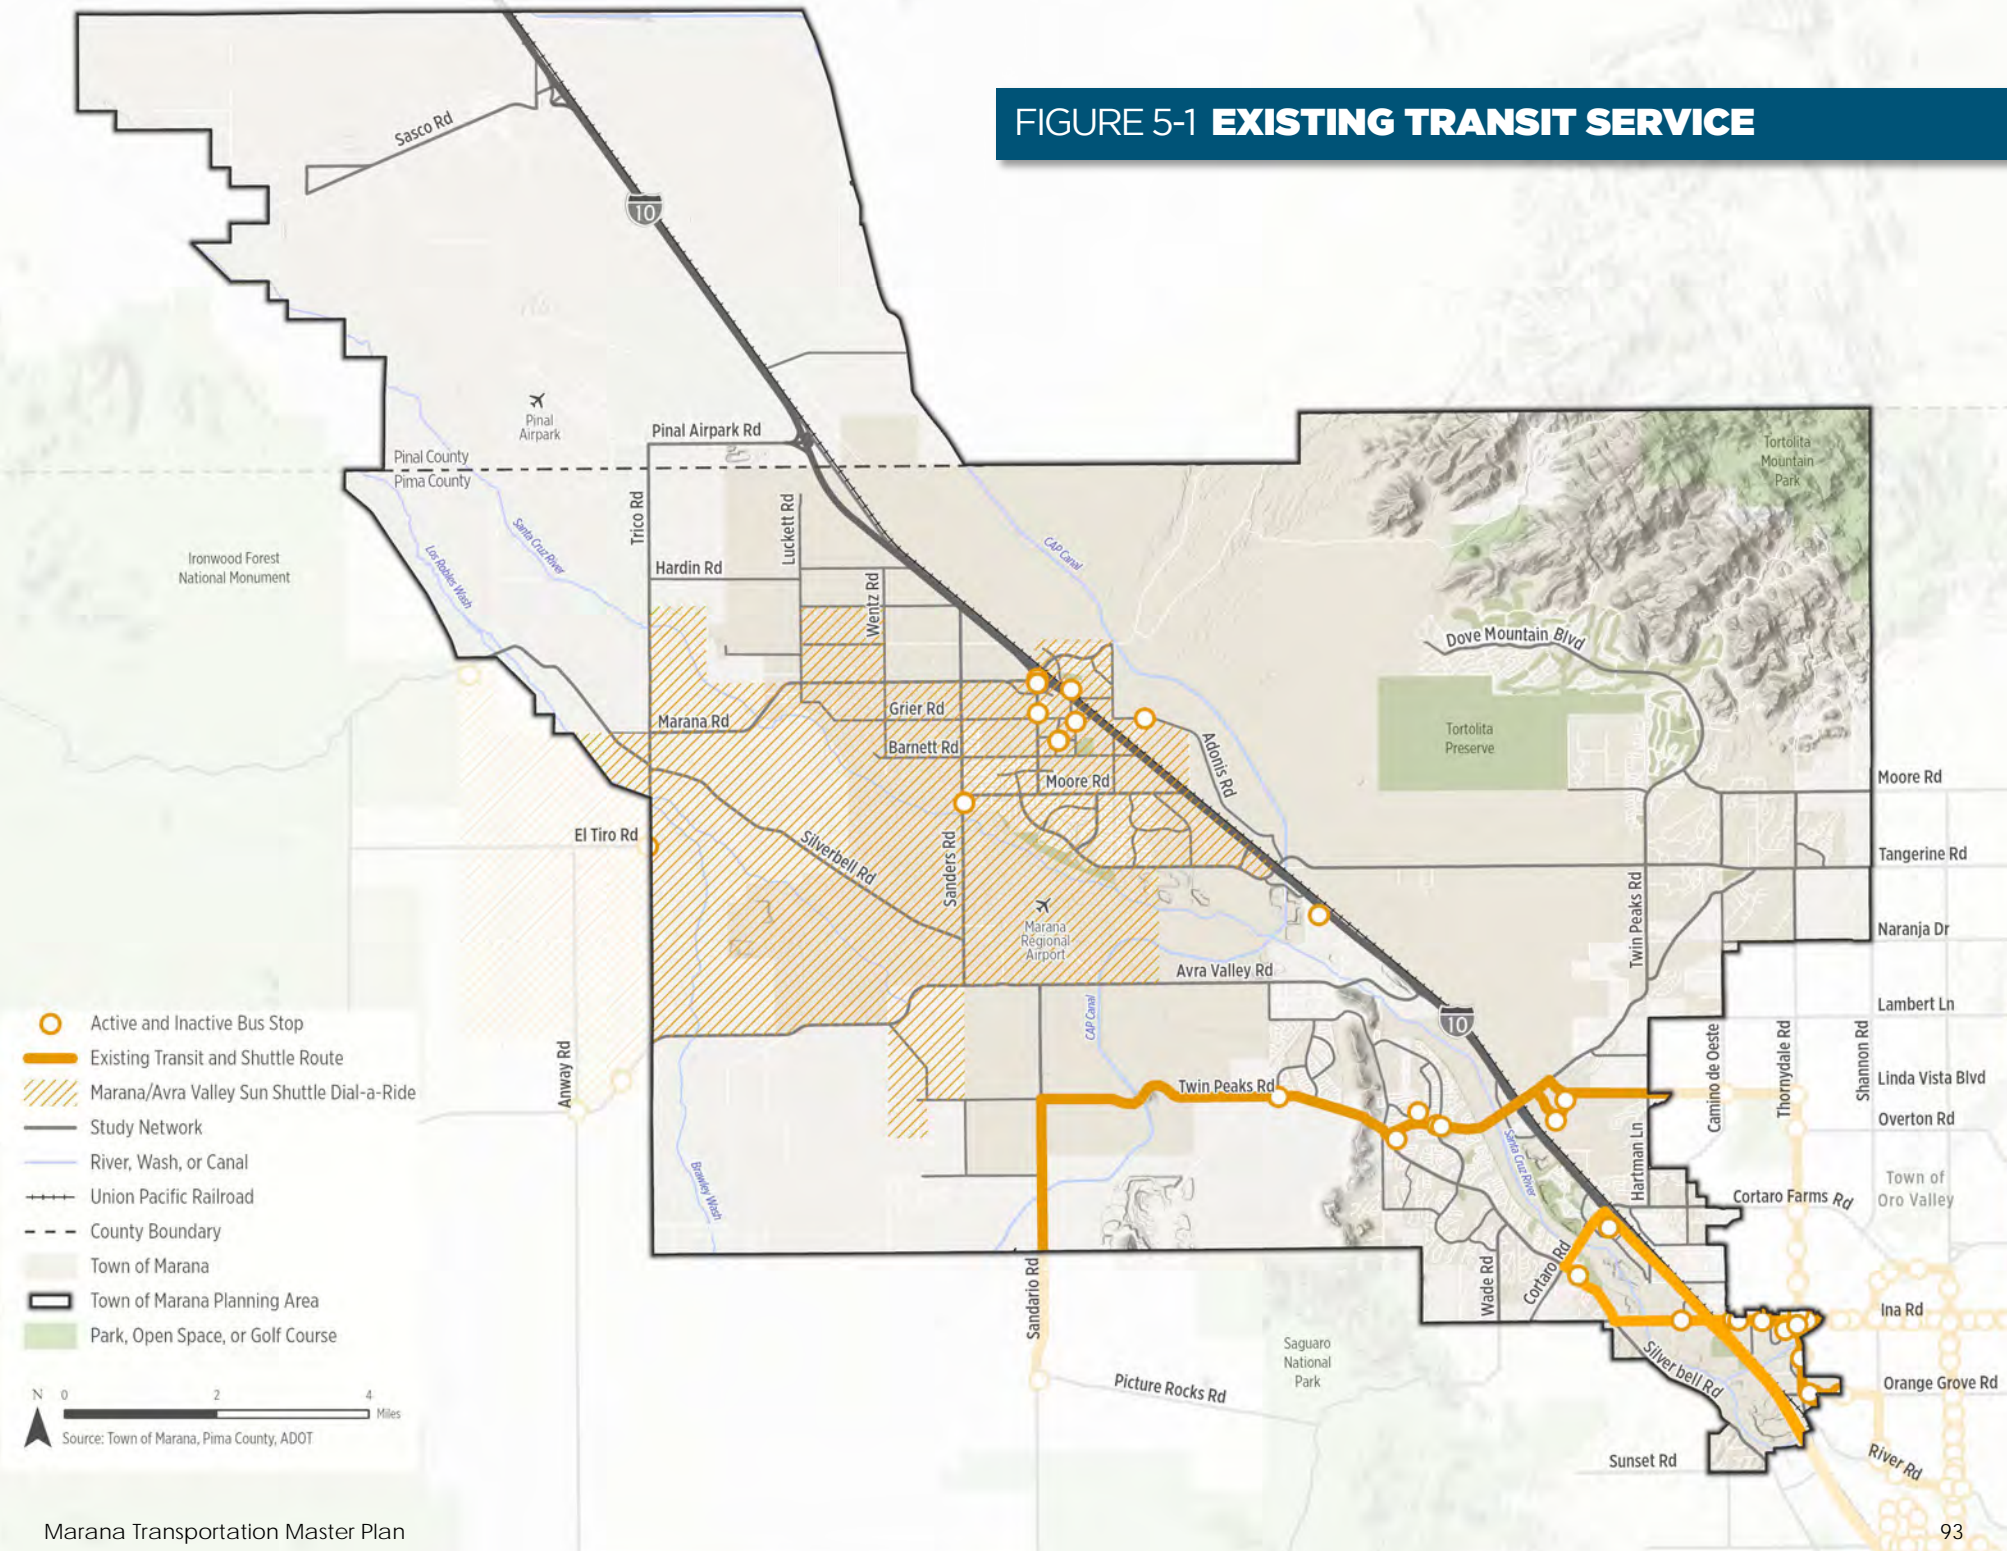 FIGURE 5-1 EXISTING TRANSIT SERVICE
Sasco Rd
10
Pinal
Airpark
Pinal Airpark Rd
Pinal County
Pima County
Tortolita
Mountain
Park
Trico Rd
Luckett Rd
Santa Cruz River
Los Robles Wash
CAP Canal
Ironwood Forest
National Monument
Hardin Rd
Wentz Rd
Dove Mountain Blvd
Marana Rd
Grier Rd
Barnett Rd
Moore Rd
Adonis Rd
Tortolita
Preserve
Moore Rd
El Tiro Rd
Silverbell Rd
Sanders Rd
Tangerine Rd
Twin Peaks Rd
Marana
Regional
Airport
Naranja Dr
Avra Valley Rd
CAP Canal
10
Lambert Ln
Camino de Oeste
Thornydale Rd
Shannon Rd
Anway Rd
Twin Peaks Rd
Linda Vista Blvd
Overton Rd
Hartman Ln
Santa Cruz River
Brawley Wash
Town of
Oro Valley
Cortaro Farms Rd
Sandario Rd
Wade Rd
Cortaro Rd
Ina Rd
Saguaro
National
Park
Silverbell Rd
Picture Rocks Rd
Orange Grove Rd
Sunset Rd
River Rd
Active and Inactive Bus Stop
Existing Transit and Shuttle Route
Marana/Avra Valley Sun Shuttle Dial-a-Ride
Study Network
River, Wash, or Canal
Union Pacific Railroad
County Boundary
Town of Marana
Town of Marana Planning Area
Park, Open Space, or Golf Course
N 0 2 4
Miles
Source: Town of Marana, Pima County, ADOT
Marana Transportation Master Plan
93